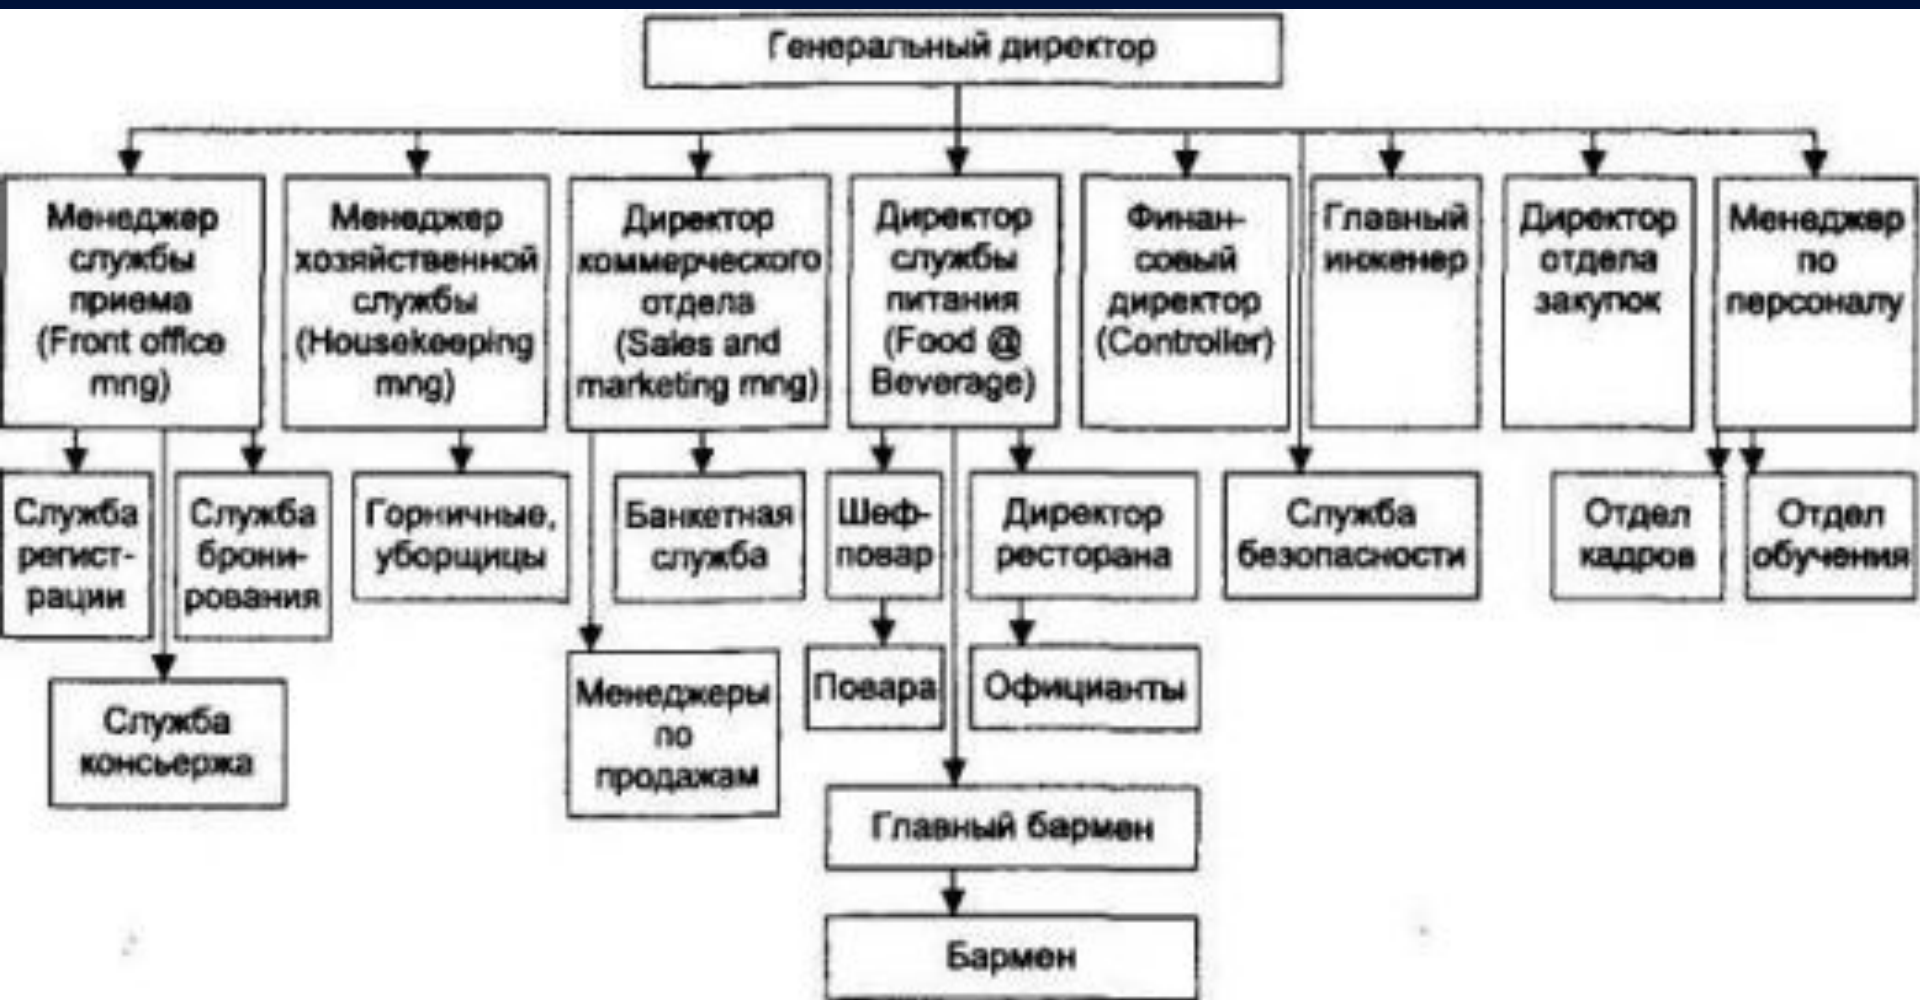 Генеральный директор
Менеджер
службы
приема
(Front office
mng)
Менеджер
хозяйственной
службы
(Housekeeping
mng)
Директор
коммерческого
отдела
(Sales and
marketing mng)
Директор
службы
питания
(Food @
Beverage)
Финан-
совый
директор
(Controller)
Главный
инженер
Директор
отдела
закупок
Менеджер
по
персоналу
Служба
регист-
рации
Служба
брони-
рования
Горничные,
уборщицы
Банкетная
служба
Шеф-
повар
Директор
ресторана
Служба
безопасности
Отдел
кадров
Отдел
обучения
Служба
консьержа
Менеджеры
по
продажам
Повара
Официанты
Главный бармен
Бармен